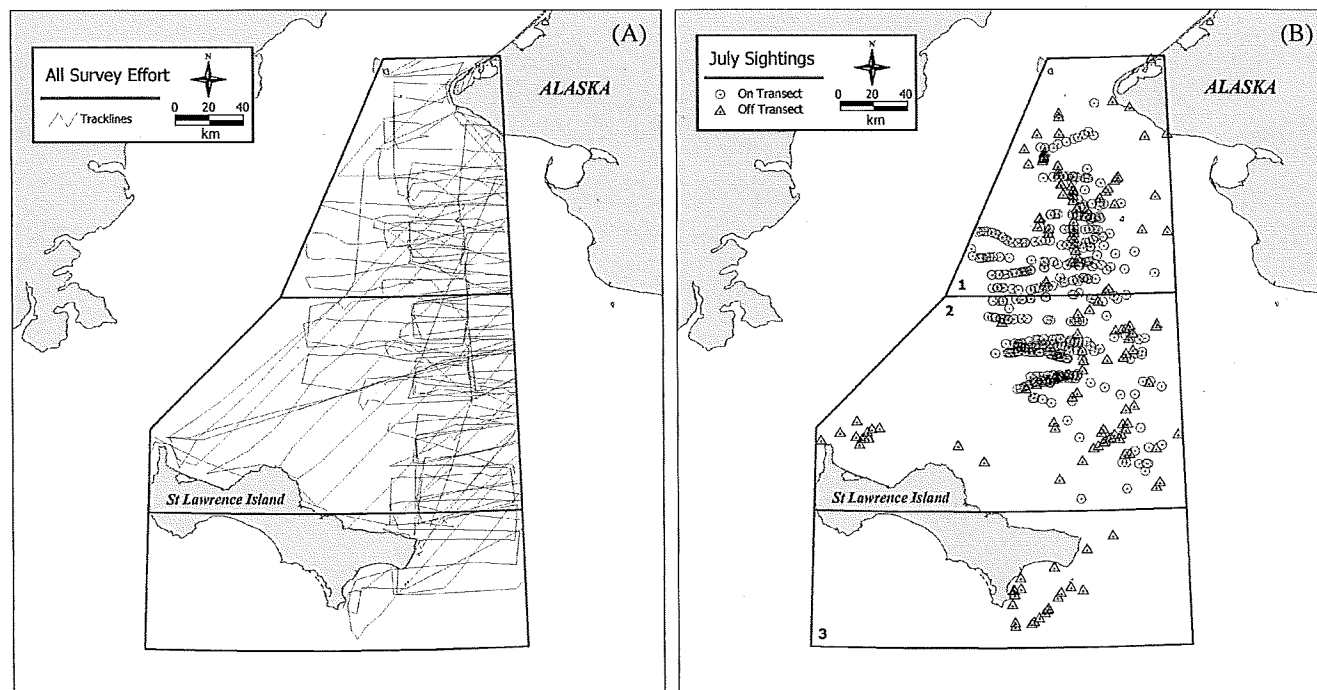 (A)
All Survey Effort
N
0 20 40
km
Tracklines
ALASKA
St Lawrence Island
(B)
July Sightings
On Transect
Off Transect
N
0 20 40
km
ALASKA
1
2
St Lawrence Island
3